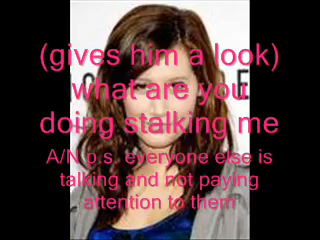 (gives him a look)
what are you
doing stalking me
A/N p.s. everyone else is
talking and not paying
attention to them